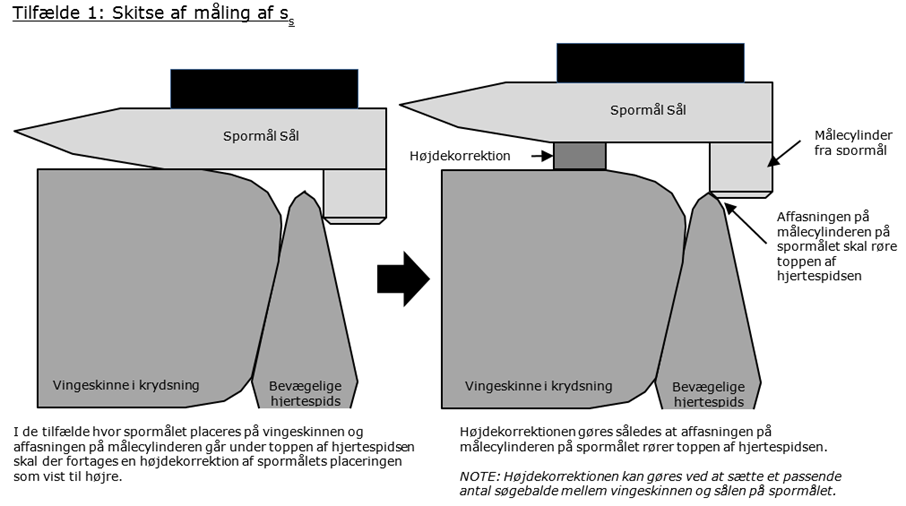 Tilfælde 1: Skitse af måling af sₛ
Spormål Sål
Vingeskinne i krydsning
Bevægelige
hjertespids
I de tilfælde hvor spormålet placeres på vingeskinnen og
affasningen på målecylinderen går under toppen af hjertespidsen
skal der fortages en højdekorrektion af spormålets placeringen
som vist til højre.
Spormål Sål
Højdekorrektion
Målecylinder
fra spormål
Affasningen på
målecylinderen på
spormålet skal røre
toppen af
hjertespidsen
Vingeskinne i krydsning
Bevægelige
hjertespids
Højdekorrektionen gøres således at affasningen på
målecylinderen på spormålet rører toppen af hjertespidsen.
NOTE: Højdekorrektionen kan gøres ved at sætte et passende
antal søgebalde mellem vingeskinnen og sålen på spormålet.